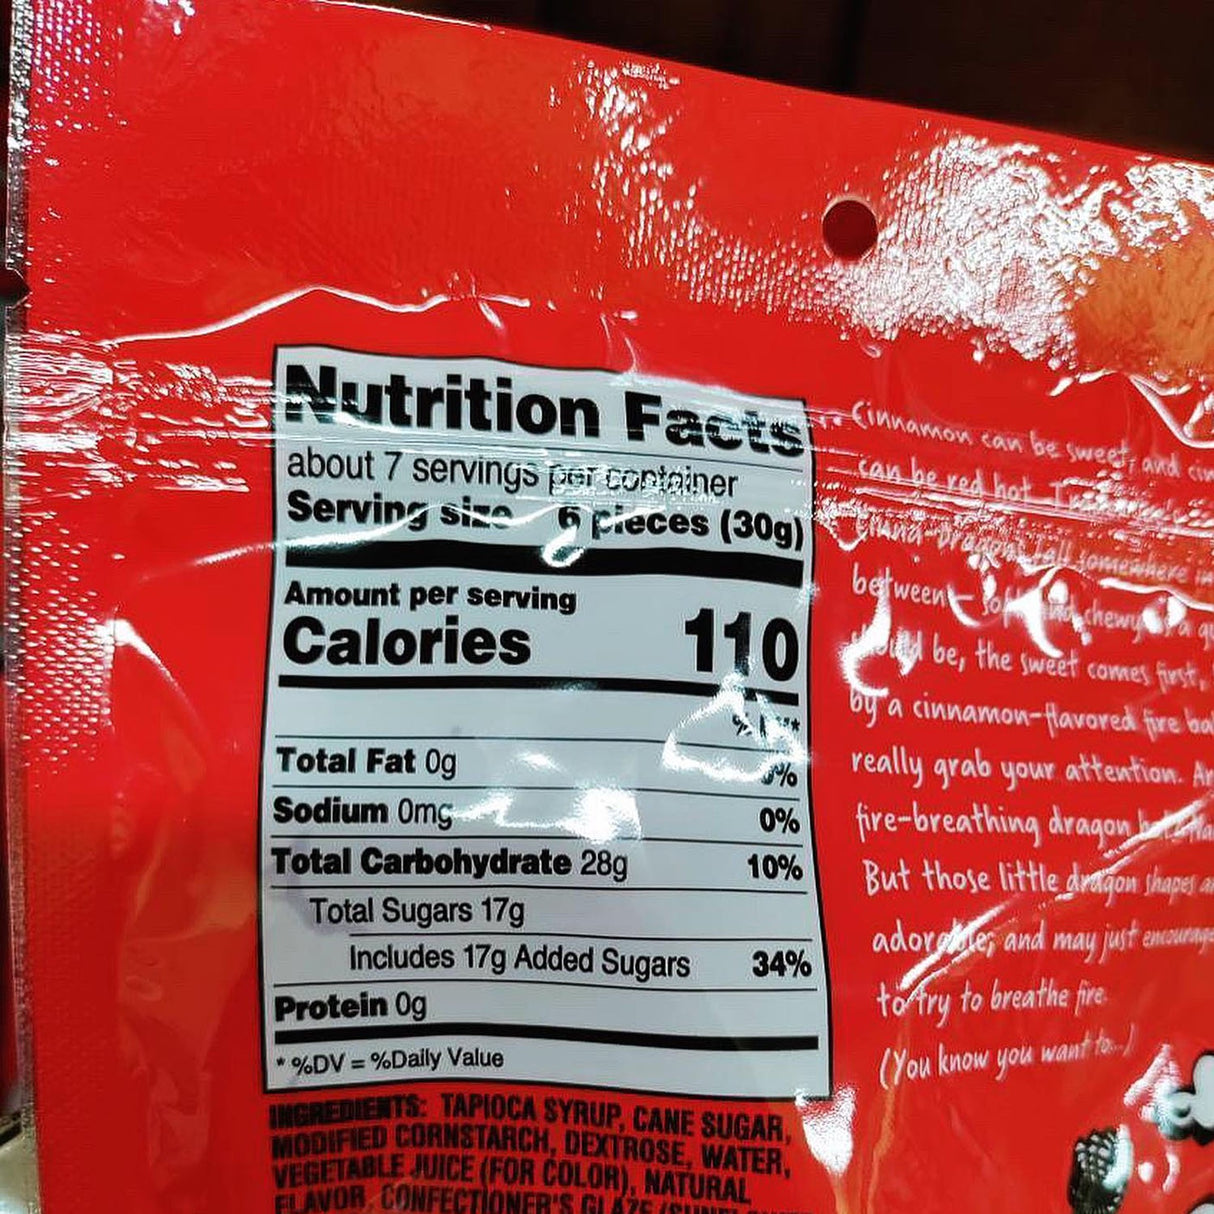 Nutrition Facts
about 7 servings per container
Serving size 6 pieces (30g)
Amount per serving
Calories 110
Total Fat 0g
Sodium 0mg 0%
Total Carbohydrate 28g 10%
Total Sugars 17g
Includes 17g Added Sugars 34%
Protein 0g
* %DV = %Daily Value
INGREDIENTS: TAPIOCA SYRUP, CANE SUGAR,
MODIFIED CORNSTARCH, DEXTROSE, WATER,
VEGETABLE JUICE (FOR COLOR), NATURAL
FLAVOR, CONFECTIONER'S GLAZE
Cinnamon can be sweet, and
can be red hot.
fall somewhere
between – chewy
be, the sweet comes first,
by a cinnamon-flavored fire
really grab your attention.
fire-breathing dragon
But those little dragon shapes
adorable; and may just
to try to breathe fire.
(You know you want to...)